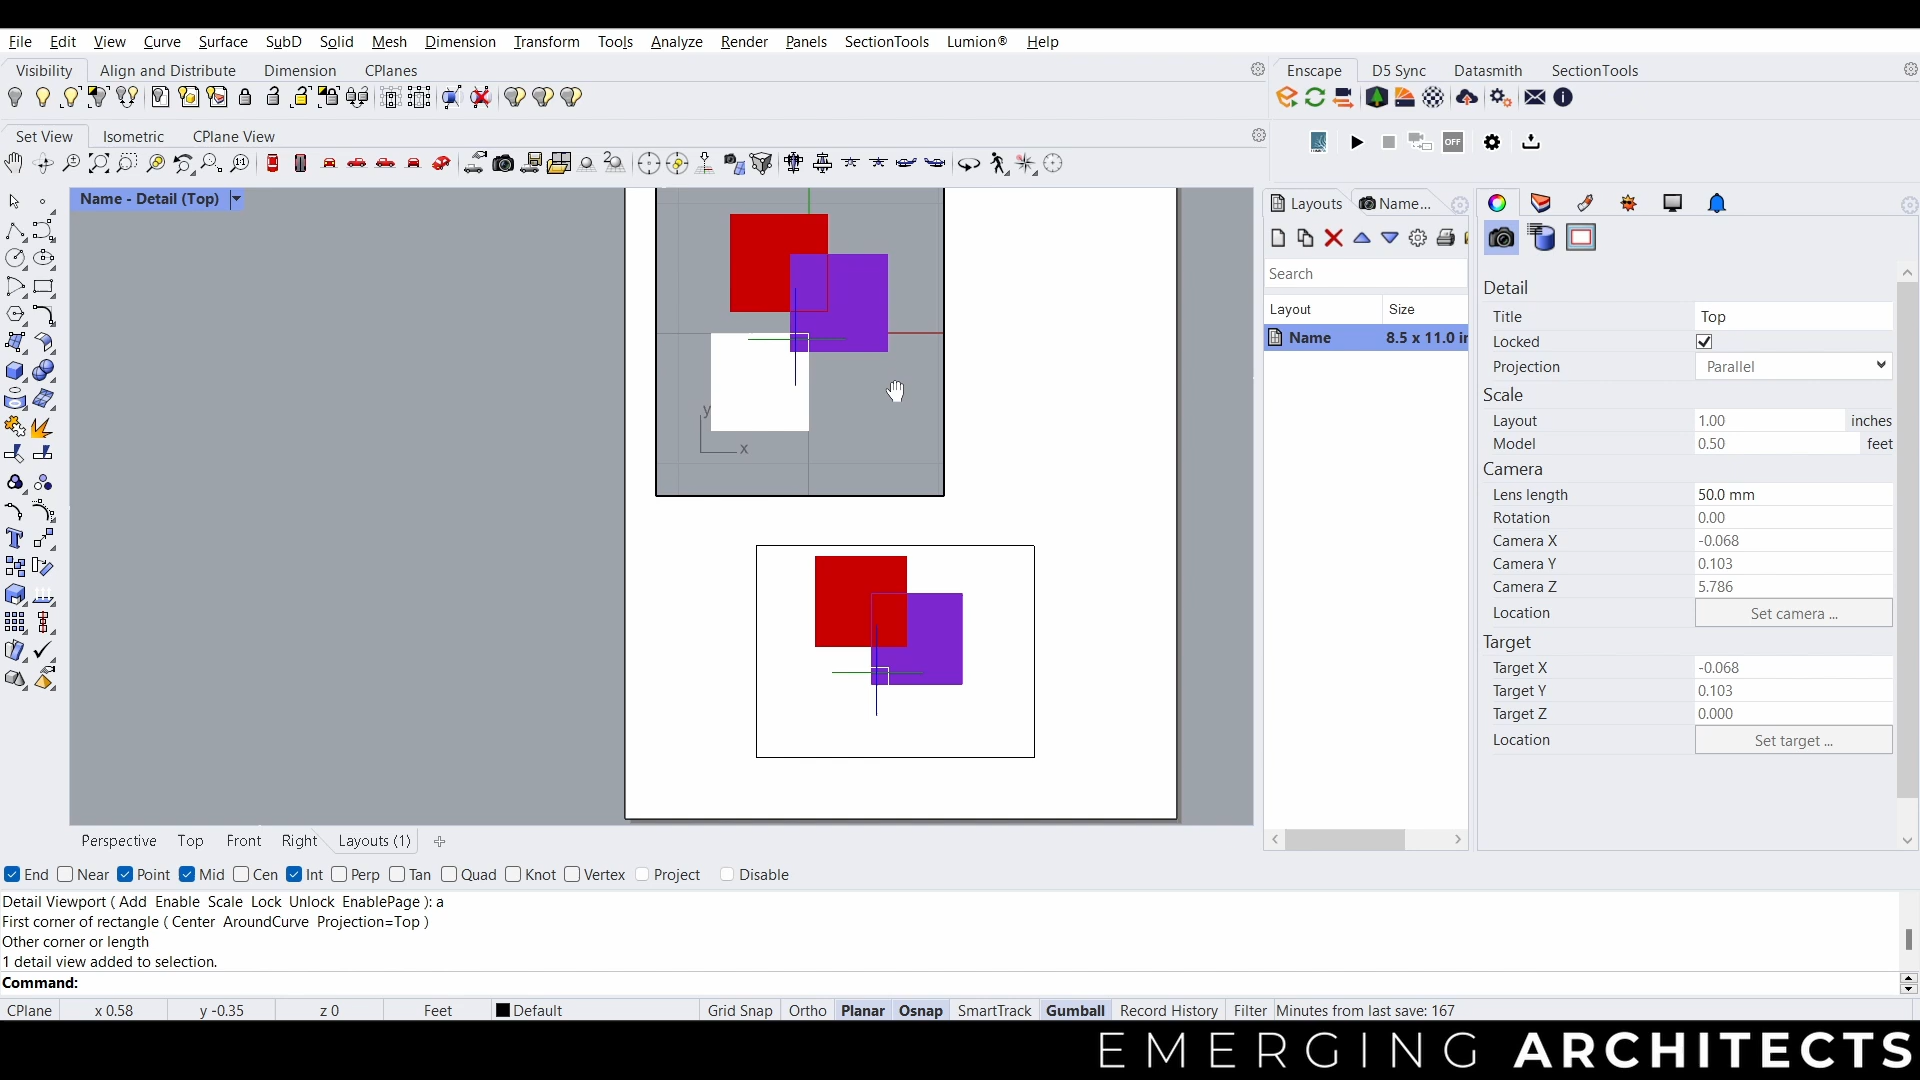 File Edit View Curve Surface SubD Solid Mesh Dimension Transform Tools Analyze Render Panels SectionTools Lumion® Help
Visibility Align and Distribute Dimension CPlanes
Enscape D5 Sync Datasmith SectionTools
Set View Isometric CPlane View
OFF
Name - Detail (Top)
y
x
Layouts Name...
Search
Layout Size
Name 8.5 x 11.0 in
Detail
Title Top
Locked
Projection Parallel
Scale
Layout 1.00 inches
Model 0.50 feet
Camera
Lens length 50.0 mm
Rotation 0.00
Camera X -0.068
Camera Y 0.103
Camera Z 5.786
Location Set camera ...
Target
Target X -0.068
Target Y 0.103
Target Z 0.000
Location Set target ...
Perspective Top Front Right Layouts (1)
End Near Point Mid Cen Int Perp Tan Quad Knot Vertex Project Disable
Detail Viewport ( Add Enable Scale Lock Unlock EnablePage ): a
First corner of rectangle ( Center AroundCurve Projection=Top )
Other corner or length
1 detail view added to selection.
Command:
CPlane x 0.58 y -0.35 z 0 Feet Default Grid Snap Ortho Planar Osnap SmartTrack Gumball Record History Filter Minutes from last save: 167
EMERGING ARCHITECTS